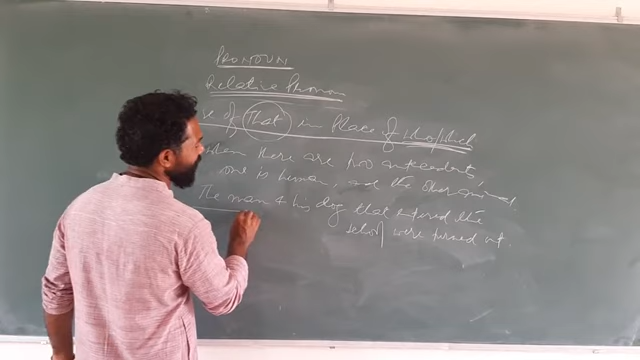 PRONOUN
Relative Pronoun
se of That in Place of who/which
when there are two antecedents,
one is human, and the other animal.
The man & his dog that entered the
school were turned out.